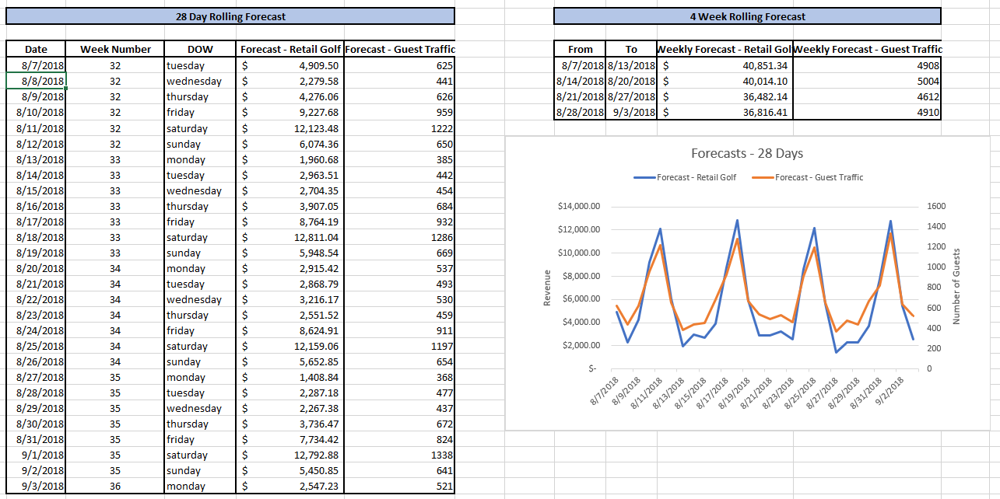 28 Day Rolling Forecast
Date Week Number DOW Forecast - Retail Golf Forecast - Guest Traffic
8/7/2018 32 tuesday $ 4,909.50 625
8/8/2018 32 wednesday $ 2,279.58 441
8/9/2018 32 thursday $ 4,276.06 626
8/10/2018 32 friday $ 9,227.68 959
8/11/2018 32 saturday $ 12,123.48 1222
8/12/2018 32 sunday $ 6,074.36 650
8/13/2018 33 monday $ 1,960.68 385
8/14/2018 33 tuesday $ 2,963.51 442
8/15/2018 33 wednesday $ 2,704.35 454
8/16/2018 33 thursday $ 3,907.05 684
8/17/2018 33 friday $ 8,764.19 932
8/18/2018 33 saturday $ 12,811.04 1286
8/19/2018 33 sunday $ 5,948.54 669
8/20/2018 34 monday $ 2,915.42 537
8/21/2018 34 tuesday $ 2,868.79 493
8/22/2018 34 wednesday $ 3,216.17 530
8/23/2018 34 thursday $ 2,551.52 459
8/24/2018 34 friday $ 8,624.91 911
8/25/2018 34 saturday $ 12,159.06 1197
8/26/2018 34 sunday $ 5,652.85 654
8/27/2018 35 monday $ 1,408.84 368
8/28/2018 35 tuesday $ 2,287.18 477
8/29/2018 35 wednesday $ 2,267.38 437
8/30/2018 35 thursday $ 3,736.47 672
8/31/2018 35 friday $ 7,734.42 824
9/1/2018 35 saturday $ 12,792.88 1338
9/2/2018 35 sunday $ 5,450.85 641
9/3/2018 36 monday $ 2,547.23 521
4 Week Rolling Forecast
From To Weekly Forecast - Retail Golf Weekly Forecast - Guest Traffic
8/7/2018 8/13/2018 $ 40,851.34 4908
8/14/2018 8/20/2018 $ 40,014.10 5004
8/21/2018 8/27/2018 $ 36,482.14 4612
8/28/2018 9/3/2018 $ 36,816.41 4910
Forecasts - 28 Days
Forecast - Retail Golf Forecast - Guest Traffic
$14,000.00
$12,000.00
$10,000.00
$8,000.00
$6,000.00
$4,000.00
$2,000.00
$-
Revenue
1600
1400
1200
1000
800
600
400
200
0
Number of Guests
8/7/2018
8/9/2018
8/11/2018
8/13/2018
8/15/2018
8/17/2018
8/19/2018
8/21/2018
8/23/2018
8/25/2018
8/27/2018
8/29/2018
8/31/2018
9/2/2018